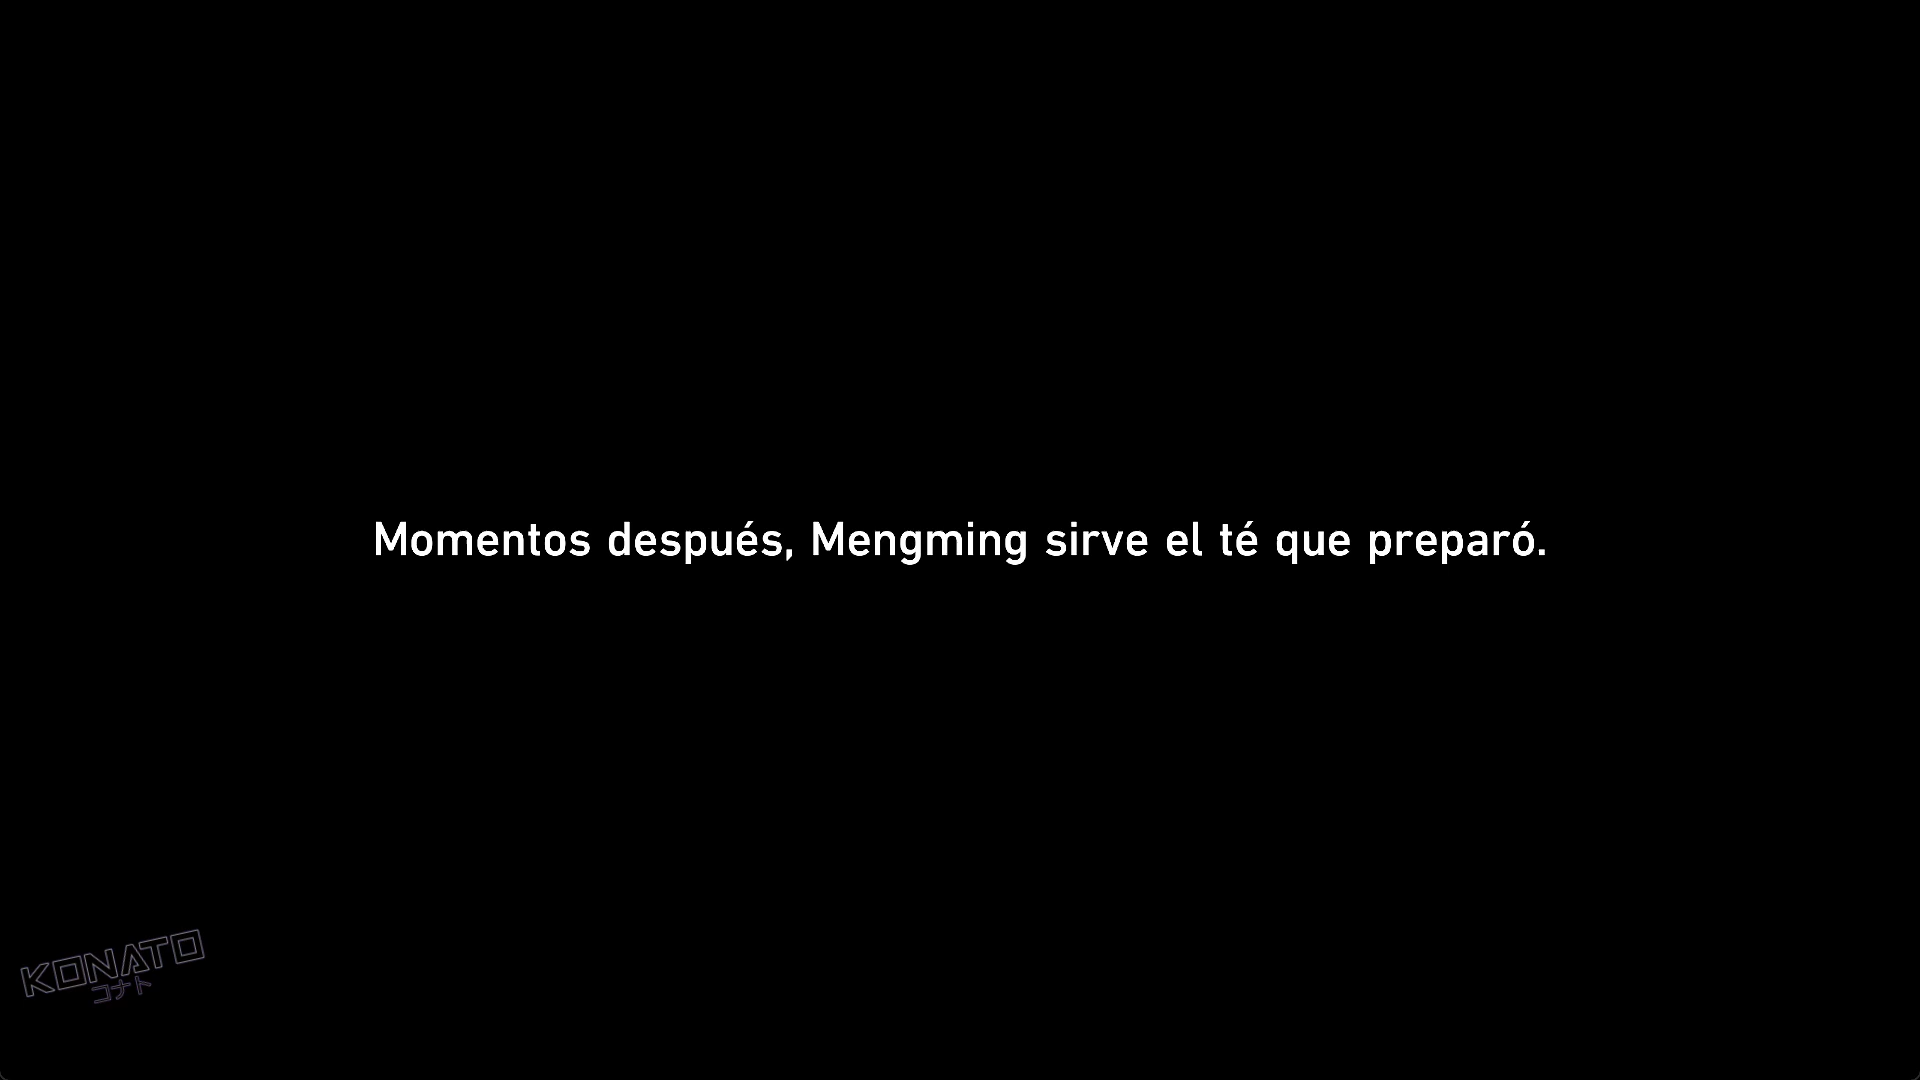 Momentos después, Mengming sirve el té que preparó.
KONATO
コナト